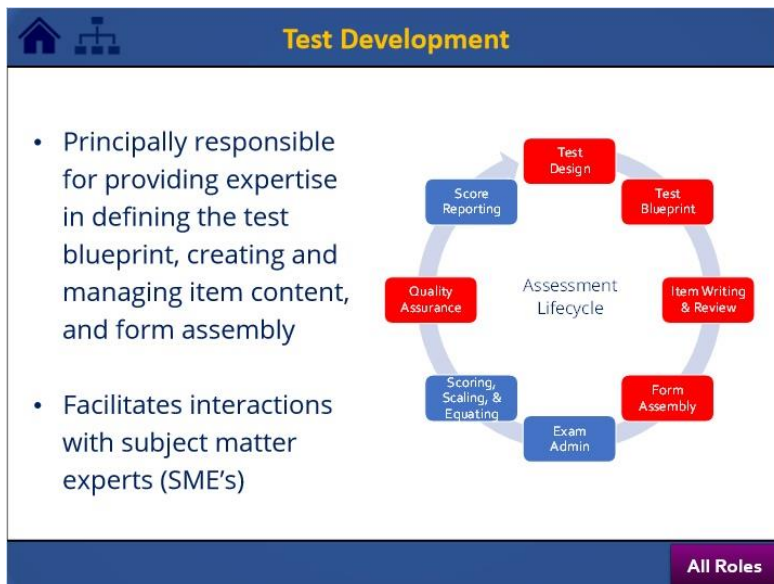 Test Development
• Principally responsible
for providing expertise
in defining the test
blueprint, creating and
managing item content,
and form assembly
• Facilitates interactions
with subject matter
experts (SME's)
Test
Design
Test
Blueprint
Item Writing
& Review
Form
Assembly
Exam
Admin
Scoring,
Scaling, &
Equating
Quality
Assurance
Score
Reporting
Assessment
Lifecycle
All Roles